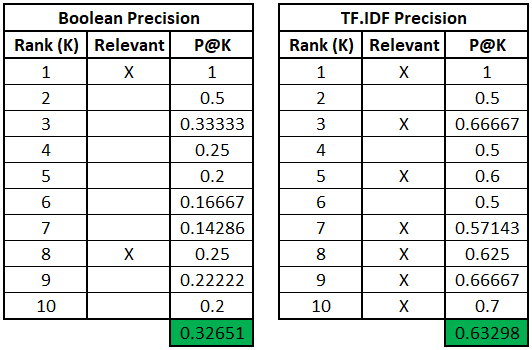 Boolean Precision
Rank (K) Relevant P@K
1 X 1
2 0.5
3 0.33333
4 0.25
5 0.2
6 0.16667
7 0.14286
8 X 0.25
9 0.22222
10 0.2
0.32651
TF.IDF Precision
Rank (K) Relevant P@K
1 X 1
2 0.5
3 X 0.66667
4 0.5
5 X 0.6
6 0.5
7 X 0.57143
8 X 0.625
9 X 0.66667
10 X 0.7
0.63298